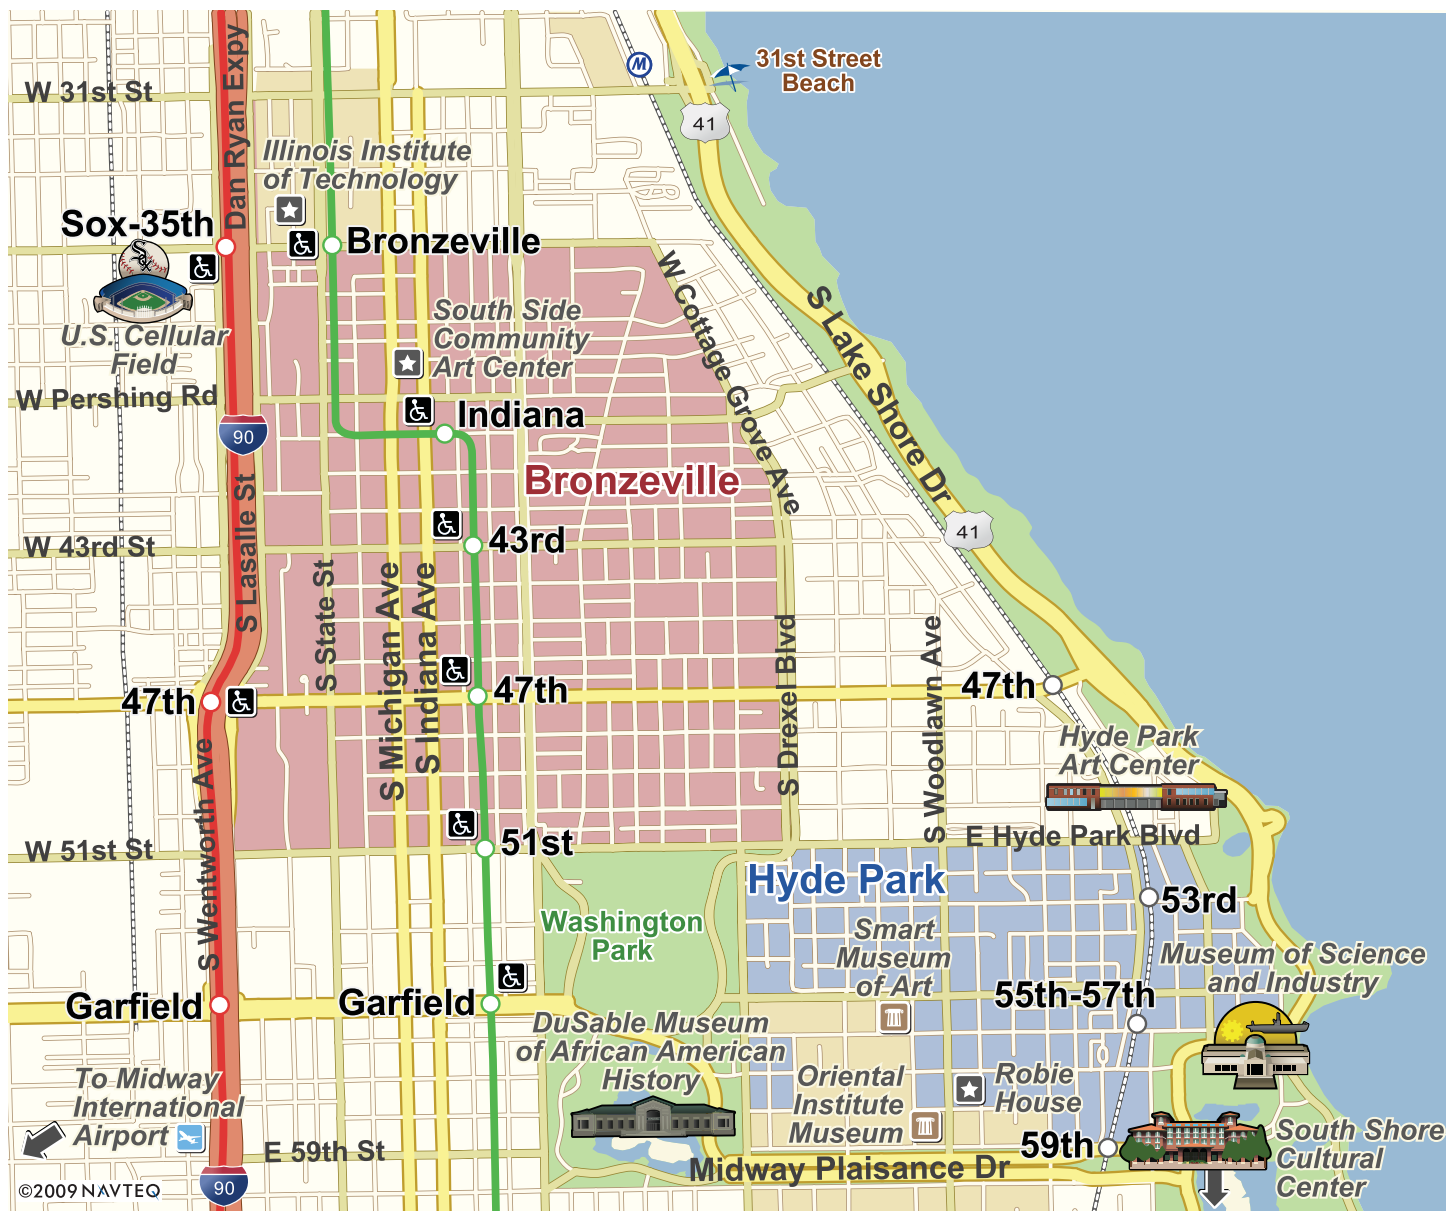 31st Street
Beach
W 31st St
Dan Ryan Expy
M
41
Illinois Institute
of Technology
Sox-35th
Bronzeville
Sox
U.S. Cellular
Field
South Side
Community
Art Center
W Cottage Grove Ave
S Lake Shore Dr
W Pershing Rd
Indiana
90
Bronzeville
S Lasalle St
W 43rd St
43rd
41
S State St
S Michigan Ave
S Indiana Ave
S Drexel Blvd
S Woodlawn Ave
47th
47th
47th
Hyde Park
Art Center
S Wentworth Ave
W 51st St
51st
E Hyde Park Blvd
Hyde Park
53rd
Washington
Park
Smart
Museum
of Art
Museum of Science
and Industry
Garfield
Garfield
55th-57th
DuSable Museum
of African American
History
To Midway
International
Airport
Oriental
Institute
Museum
Robie
House
E 59th St
59th
South Shore
Cultural
Center
Midway Plaisance Dr
©2009 NAVTEQ
90